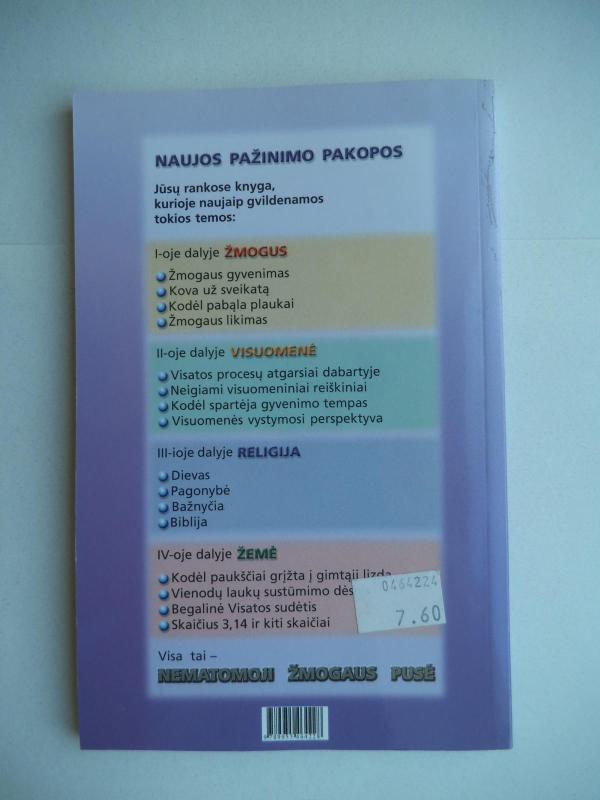 NAUJOS PAŽINIMO PAKOPOS
Jūsų rankose knyga,
kurioje naujaip gvildenamos
tokios temos:
I-oje dalyje ŽMOGUS
Žmogaus gyvenimas
Kova už sveikatą
Kodėl pabąla plaukai
Žmogaus likimas
II-oje dalyje VISUOMENĖ
Visatos procesų atgarsiai dabartyje
Neigiami visuomeniniai reiškiniai
Kodėl spartėja gyvenimo tempas
Visuomenės vystymosi perspektyva
III-ioje dalyje RELIGIJA
Dievas
Pagonybė
Bažnyčia
Biblija
IV-oje dalyje ŽEMĖ
Kodėl paukščiai grįžta į gimtąjį lizdą
Vienodų laukų sustūmimo
Begalinė Visatos sudėtis
Skaičius 3,14 ir kiti skaičiai
0464224
7.60
Visa tai –
NEMATOMOJI ŽMOGAUS PUSĖ